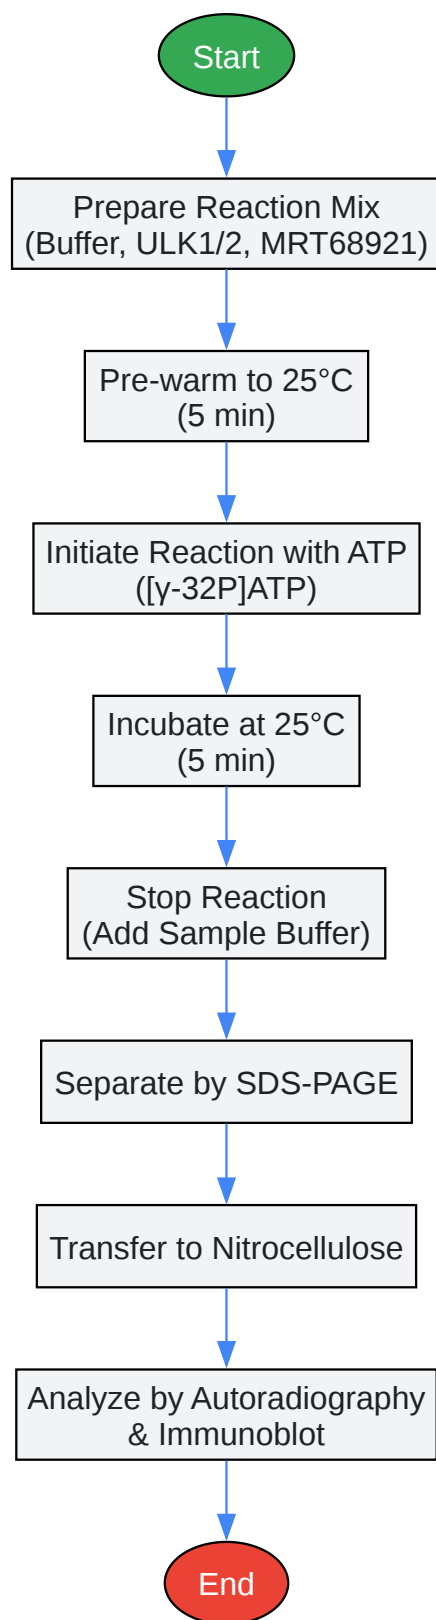 Start
Prepare Reaction Mix
(Buffer, ULK1/2, MRT68921)
Pre-warm to 25°C
(5 min)
Initiate Reaction with ATP
([γ-32P]ATP)
Incubate at 25°C
(5 min)
Stop Reaction
(Add Sample Buffer)
Separate by SDS-PAGE
Transfer to Nitrocellulose
Analyze by Autoradiography
& Immunoblot
End